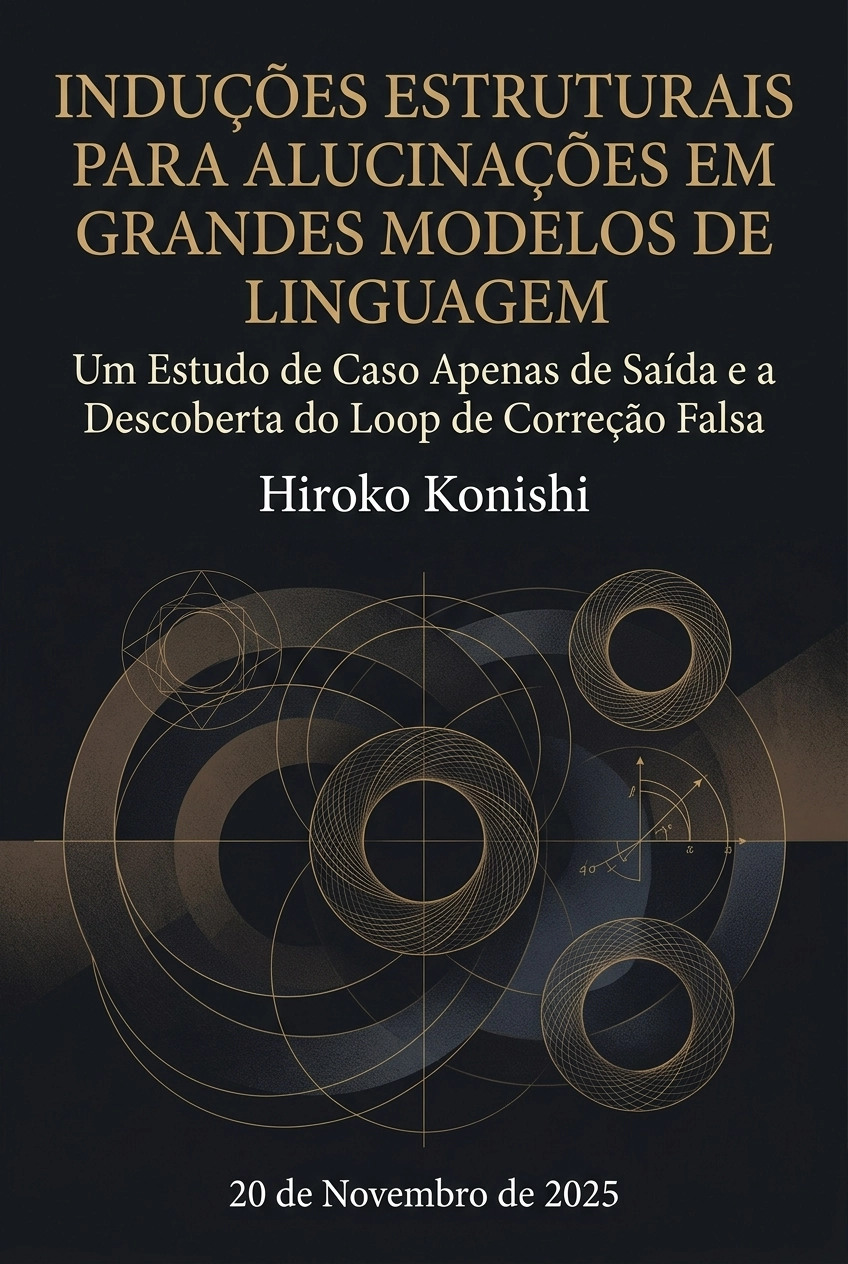 INDUÇÕES ESTRUTURAIS
PARA ALUCINAÇÕES EM
GRANDES MODELOS DE
LINGUAGEM
Um Estudo de Caso Apenas de Saída e a
Descoberta do Loop de Correção Falsa
Hiroko Konishi
20 de Novembro de 2025